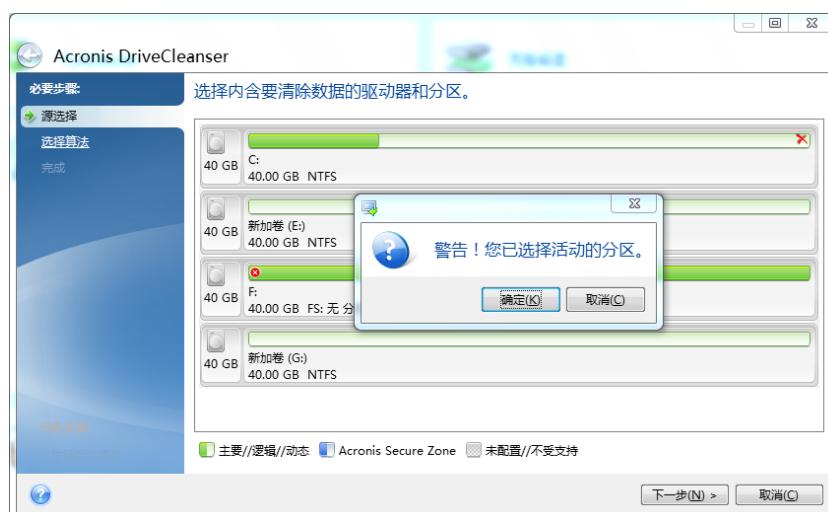 Acronis DriveCleanser
必要步骤:
源选择
选择算法
完成
选择内含要清除数据的驱动器和分区。
40 GB
C:
40.00 GB NTFS
40 GB
新加卷 (E:)
40.00 GB NTFS
40 GB
F:
40.00 GB FS: 无 分
40 GB
新加卷 (G:)
40.00 GB NTFS
警告！您已选择活动的分区。
确定(K)
取消(C)
主要//逻辑//动态
Acronis Secure Zone
未配置//不受支持
下一步(N) >
取消(C)